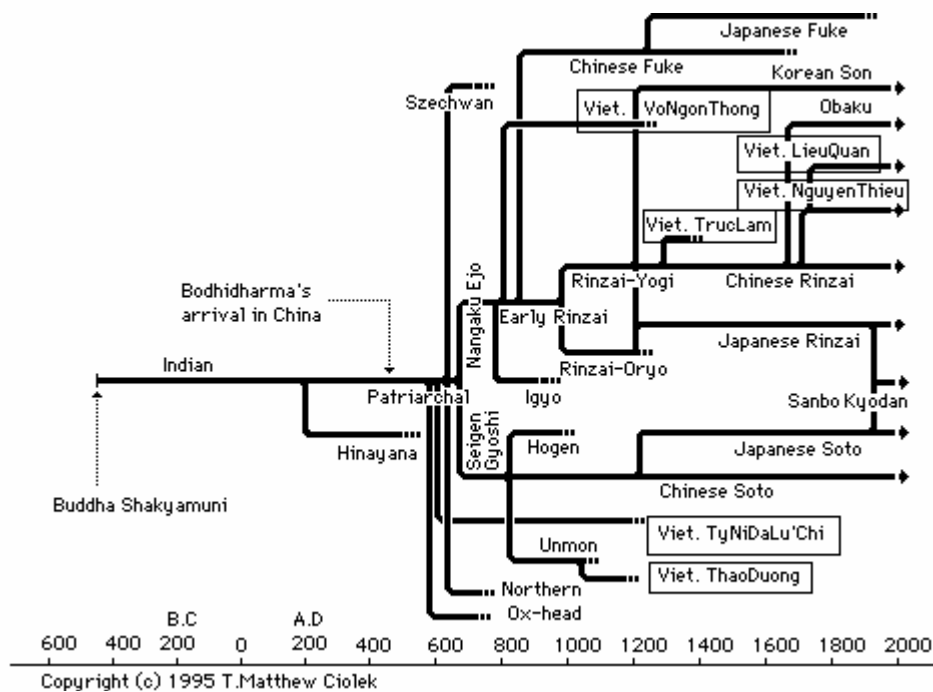 Japanese Fuke
Chinese Fuke
Korean Son
Szechwan
Viet. VoNgonThong
Obaku
Viet. LieuQuan
Viet. NguyenThieu
Viet. TrucLam
Nangaku Ejo
Rinzai-Yogi
Chinese Rinzai
Bodhidharma's
arrival in China
Early Rinzai
Japanese Rinzai
Indian
Rinzai-Oryo
Patriarchal
Igyo
Sanbo Kyodan
Seigen
Gyoshi
Hinayana
Hogen
Japanese Soto
Buddha Shakyamuni
Chinese Soto
Viet. TyNiDaLu'Chi
Unmon
Viet. ThaoDuong
Northern
Ox-head
B.C A.D
600 400 200 0 200 400 600 800 1000 1200 1400 1600 1800 2000
Copyright (c) 1995 T.Matthew Ciolek